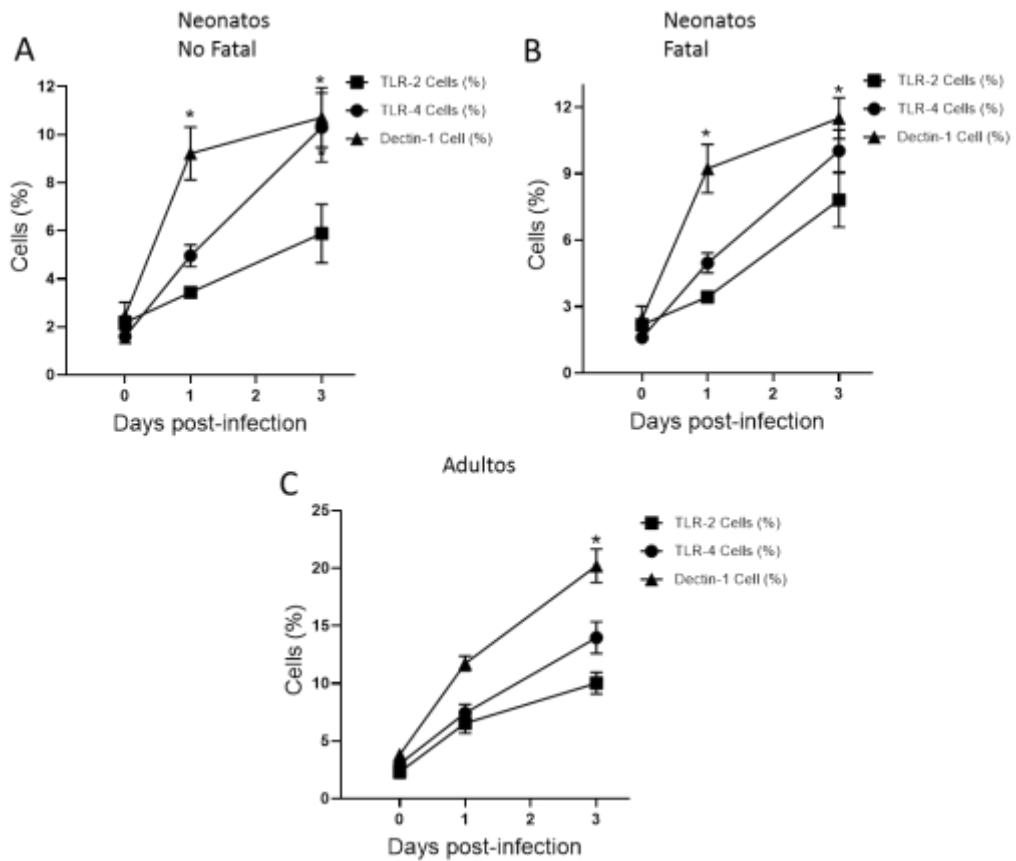 Neonatos
No Fatal
A
TLR-2 Cells (%)
TLR-4 Cells (%)
Dectin-1 Cell (%)
*
*
*
12
10
8
6
4
2
0
Cells (%)
0 1 2 3
Days post-infection
Neonatos
Fatal
B
TLR-2 Cells (%)
TLR-4 Cells (%)
Dectin-1 Cell (%)
*
*
12
9
6
3
0
Cells (%)
0 1 2 3
Days post-infection
Adultos
C
TLR-2 Cells (%)
TLR-4 Cells (%)
Dectin-1 Cell (%)
*
25
20
15
10
5
0
Cells (%)
0 1 2 3
Days post-infection